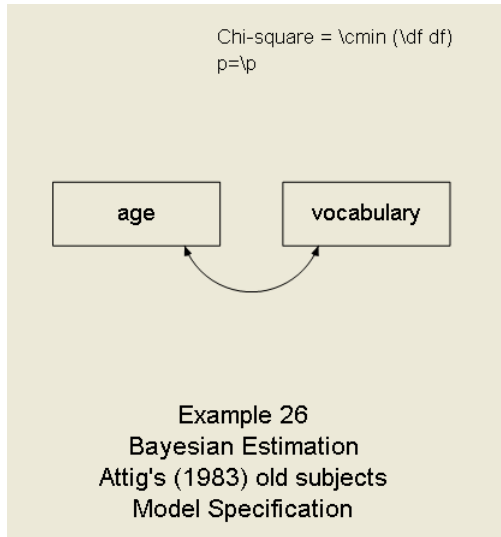 Chi-square = \cmin (\df df)
p=\p
age
vocabulary
Example 26
Bayesian Estimation
Attig's (1983) old subjects
Model Specification